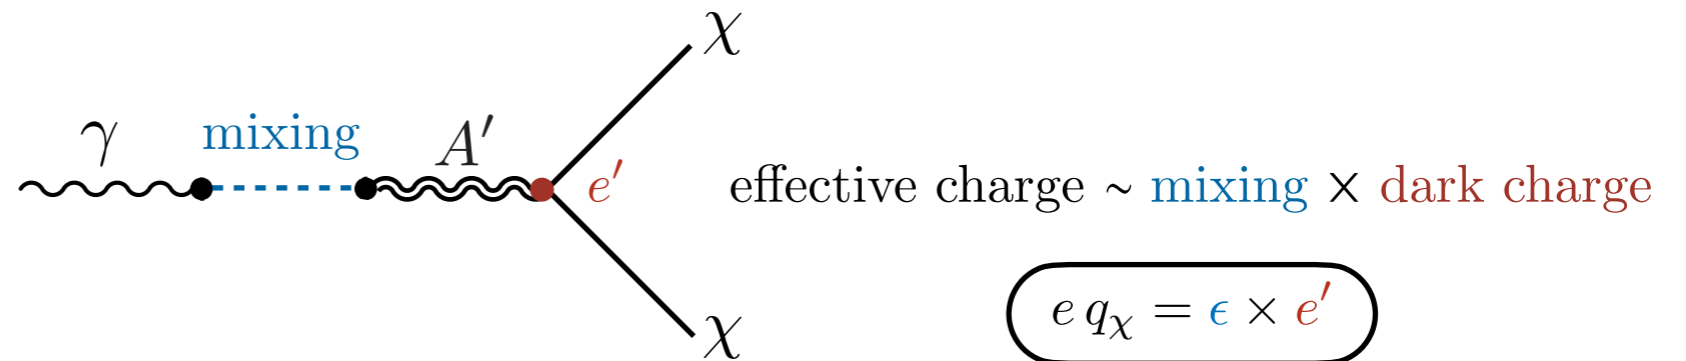 χ
γ
mixing
A′
e′
effective charge ~ mixing × dark charge
e q_χ = ϵ × e′
χ